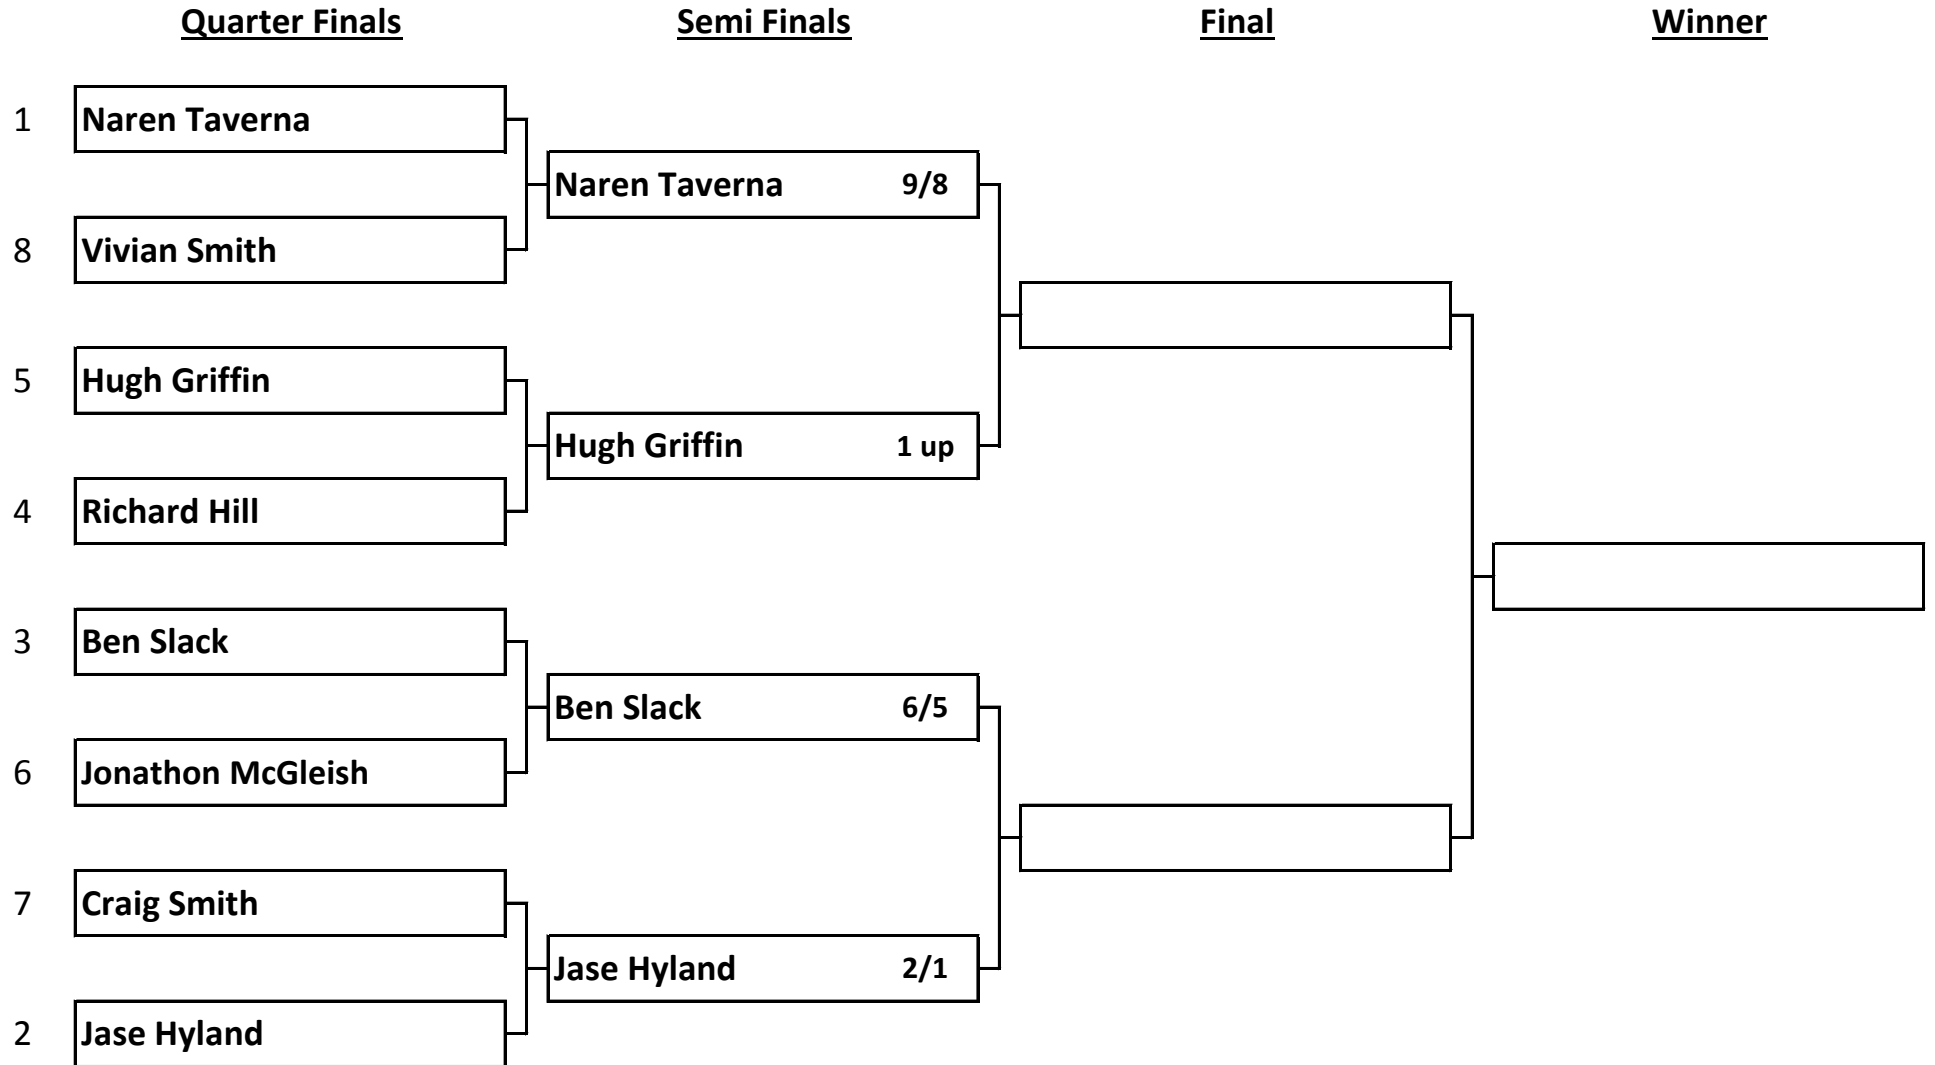 Quarter Finals Semi Finals Final Winner
1 Naren Taverna
Naren Taverna 9/8
8 Vivian Smith
5 Hugh Griffin
Hugh Griffin 1 up
4 Richard Hill
3 Ben Slack
Ben Slack 6/5
6 Jonathon McGleish
7 Craig Smith
Jase Hyland 2/1
2 Jase Hyland